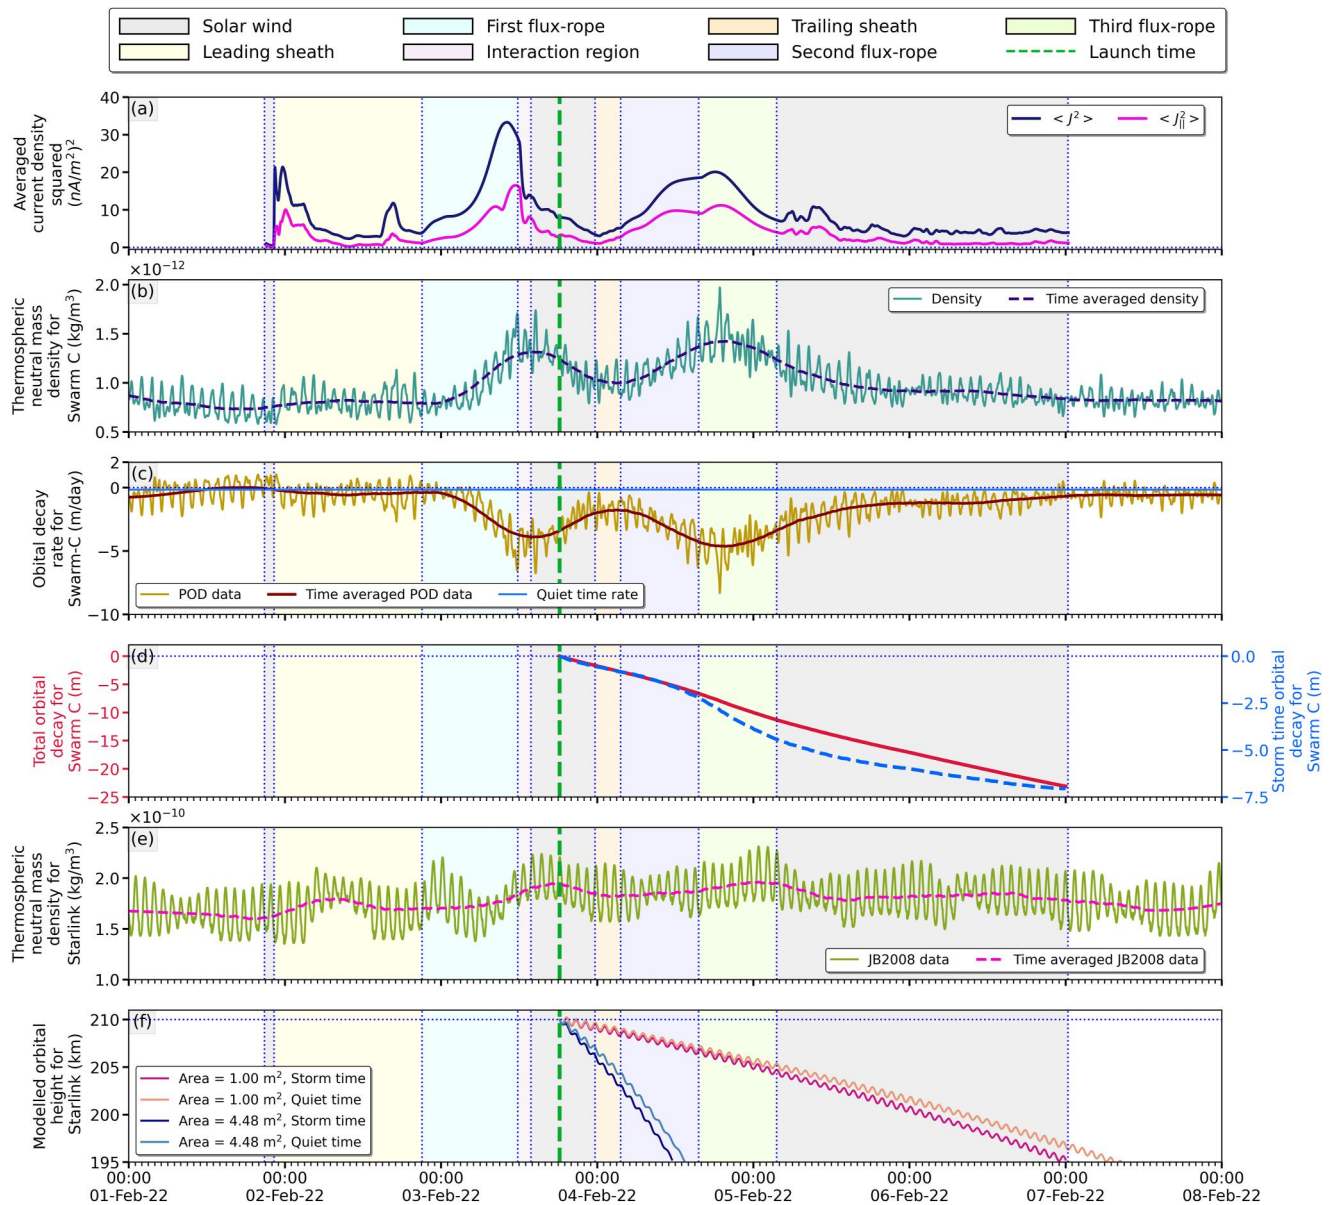 Solar wind
First flux-rope
Trailing sheath
Third flux-rope
Leading sheath
Interaction region
Second flux-rope
Launch time
(a)
Averaged
current density
squared
(nA/m²)²
40
30
20
10
0
< J² >
< J²∥ >
×10⁻¹²
(b)
Thermospheric
neutral mass
density for
Swarm C (kg/m³)
2.0
1.5
1.0
0.5
Density
Time averaged density
(c)
Obital decay
rate for
Swarm-C (m/day)
2
0
−5
−10
POD data
Time averaged POD data
Quiet time rate
(d)
Total orbital
decay for
Swarm C (m)
0
−5
−10
−15
−20
−25
0.0
−2.5
−5.0
−7.5
Storm time orbital
decay for
Swarm C (m)
×10⁻¹⁰
(e)
Thermospheric
neutral mass
density for
Starlink (kg/m³)
2.5
2.0
1.5
1.0
JB2008 data
Time averaged JB2008 data
(f)
Modelled orbital
height for
Starlink (km)
210
205
200
195
Area = 1.00 m², Storm time
Area = 1.00 m², Quiet time
Area = 4.48 m², Storm time
Area = 4.48 m², Quiet time
00:00 00:00 00:00 00:00 00:00 00:00 00:00 00:00
01-Feb-22 02-Feb-22 03-Feb-22 04-Feb-22 05-Feb-22 06-Feb-22 07-Feb-22 08-Feb-22